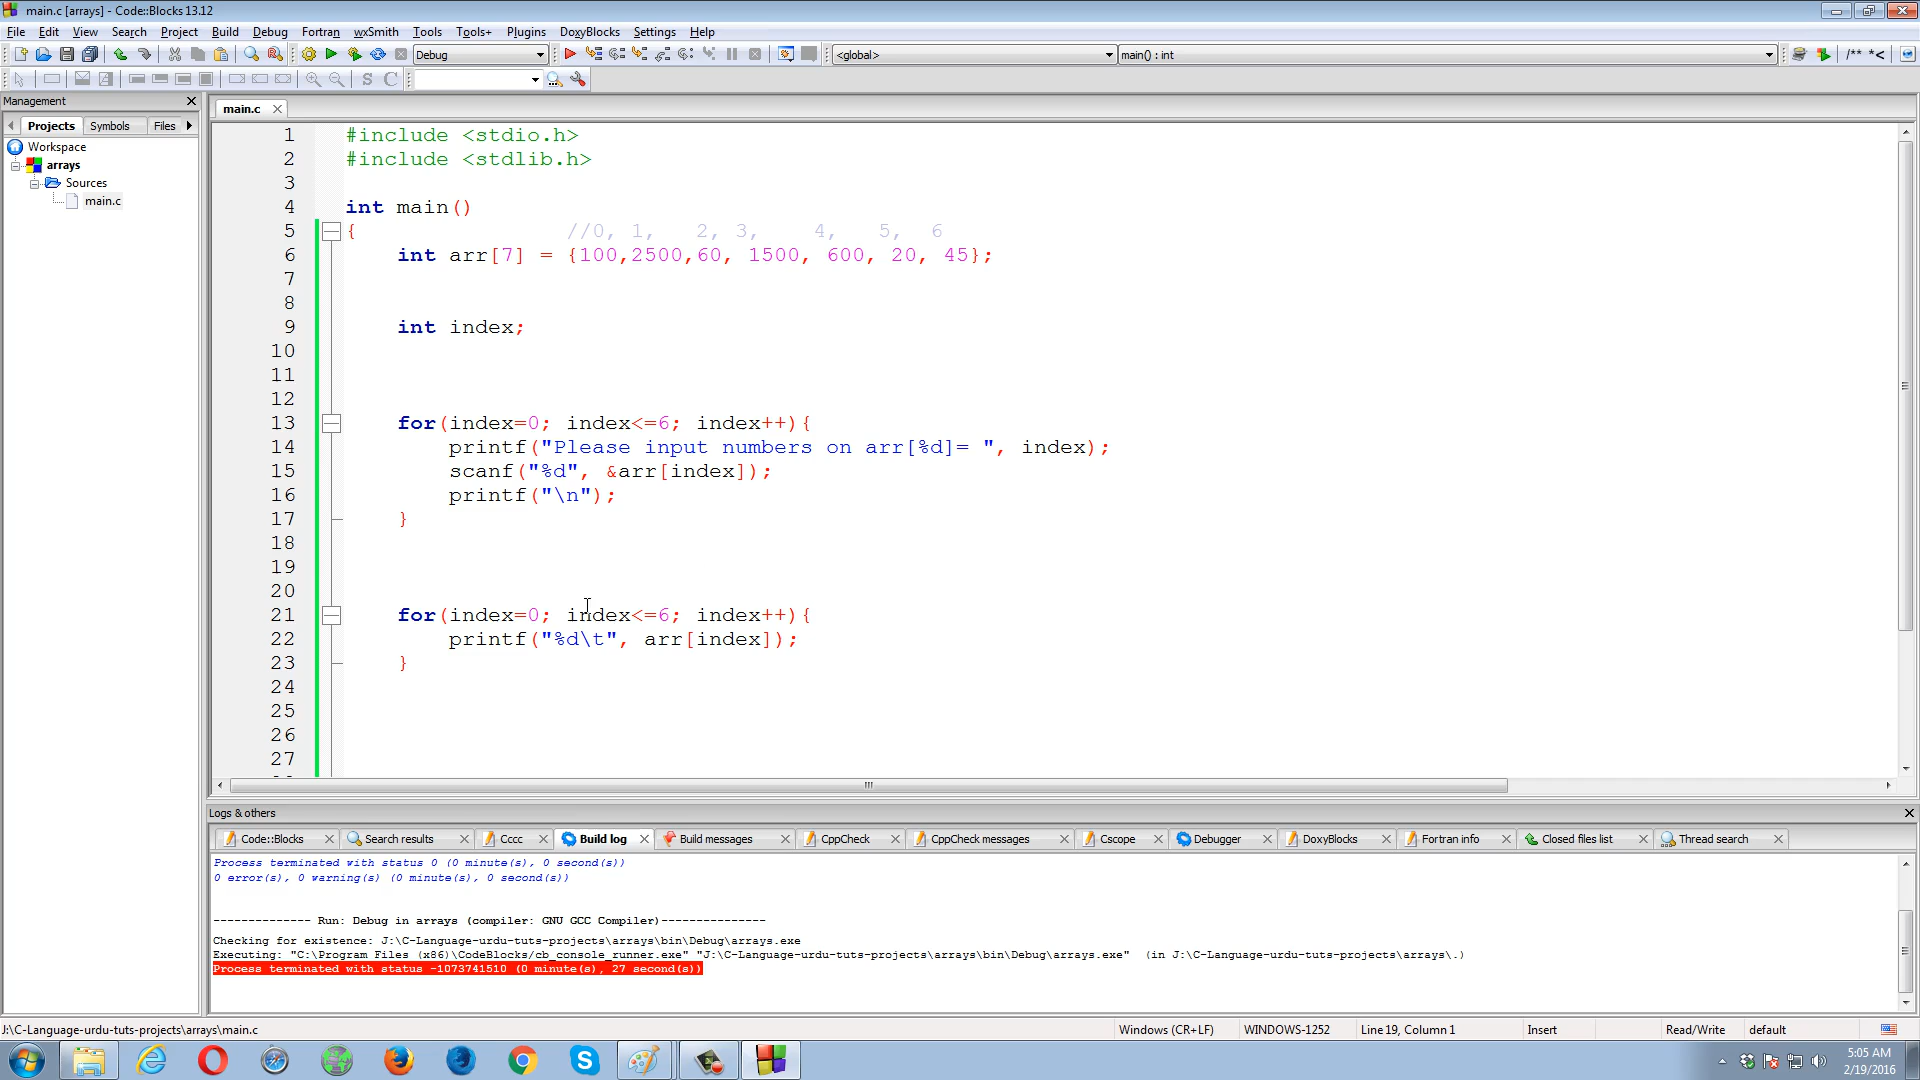 main.c [arrays] - Code::Blocks 13.12
File Edit View Search Project Build Debug Fortran wxSmith Tools Tools+ Plugins DoxyBlocks Settings Help
Debug <global> main() : int /** *<
S C
Management
main.c
Projects Symbols Files
Workspace
arrays
Sources
main.c
1 #include <stdio.h>
2 #include <stdlib.h>
3
4 int main()
5 { //0, 1, 2, 3, 4, 5, 6
6 int arr[7] = {100,2500,60, 1500, 600, 20, 45};
7
8
9 int index;
10
11
12
13 for(index=0; index<=6; index++){
14 printf("Please input numbers on arr[%d]= ", index);
15 scanf("%d", &arr[index]);
16 printf("\n");
17 }
18
19
20
21 for(index=0; index<=6; index++){
22 printf("%d\t", arr[index]);
23 }
24
25
26
27
Logs & others
Code::Blocks Search results Cccc Build log Build messages CppCheck CppCheck messages Cscope Debugger DoxyBlocks Fortran info Closed files list Thread search
Process terminated with status 0 (0 minute(s), 0 second(s))
0 error(s), 0 warning(s) (0 minute(s), 0 second(s))
-------------- Run: Debug in arrays (compiler: GNU GCC Compiler)---------------
Checking for existence: J:\C-Language-urdu-tuts-projects\arrays\bin\Debug\arrays.exe
Executing: "C:\Program Files (x86)\CodeBlocks/cb_console_runner.exe" "J:\C-Language-urdu-tuts-projects\arrays\bin\Debug\arrays.exe" (in J:\C-Language-urdu-tuts-projects\arrays\.)
Process terminated with status -1073741510 (0 minute(s), 27 second(s))
J:\C-Language-urdu-tuts-projects\arrays\main.c Windows (CR+LF) WINDOWS-1252 Line 19, Column 1 Insert Read/Write default
5:05 AM
2/19/2016